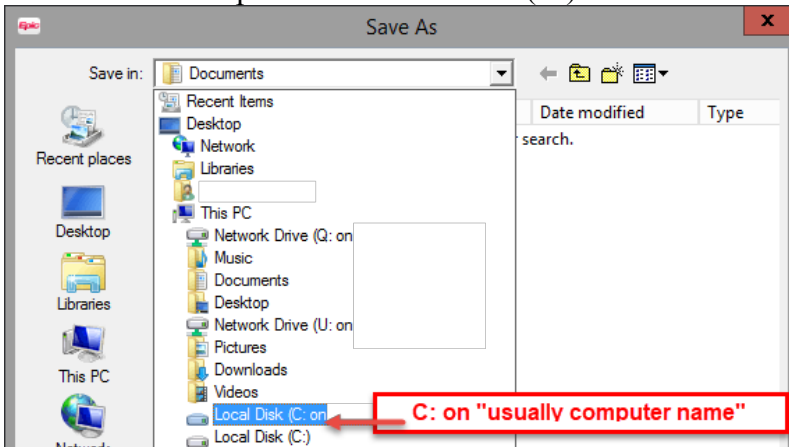 Epic
Save As
x
Save in:
Documents
Recent Items
Desktop
Network
Libraries
This PC
Network Drive (Q: on
Music
Documents
Desktop
Network Drive (U: on
Pictures
Downloads
Videos
Local Disk (C: on
Local Disk (C:)
Date modified
Type
search.
Recent places
Desktop
Libraries
This PC
C: on "usually computer name"